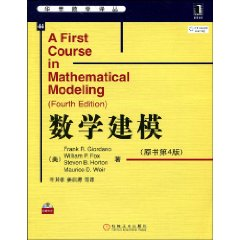 华章数学译丛
44
A First
Course
in
Mathematical
Modeling
(Fourth Edition)
数学建模
(原书第4版)
Frank R. Giordano
William P. Fox
(美) Steven B. Horton 著
Maurice D. Weir
叶其孝 姜启源 等译
机械工业出版社